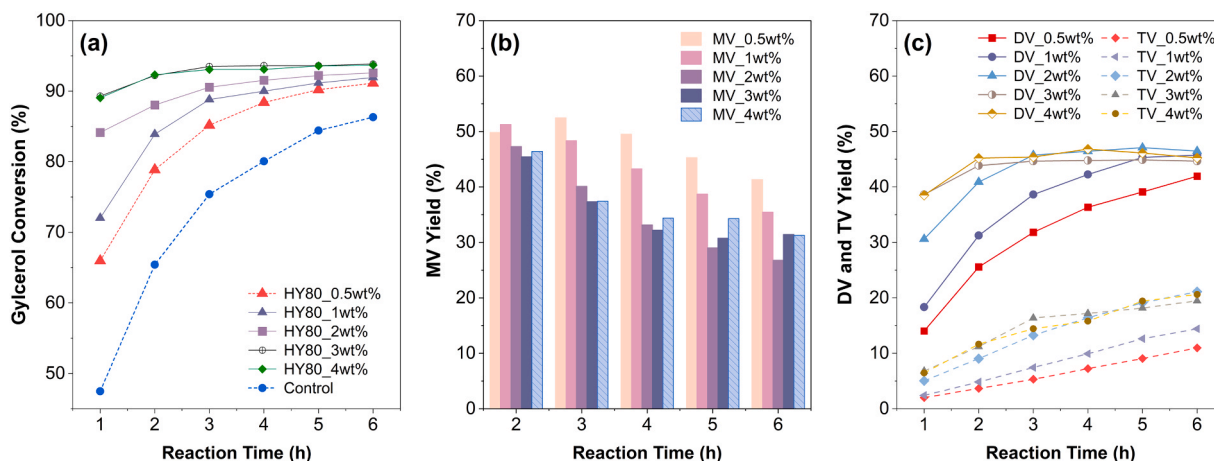 (a)
Gylcerol Conversion (%)
100
90
80
70
60
50
HY80_0.5wt%
HY80_1wt%
HY80_2wt%
HY80_3wt%
HY80_4wt%
Control
1 2 3 4 5 6
Reaction Time (h)
(b)
MV Yield (%)
70
60
50
40
30
20
10
0
MV_0.5wt%
MV_1wt%
MV_2wt%
MV_3wt%
MV_4wt%
2 3 4 5 6
Reaction Time (h)
(c)
DV and TV Yield (%)
70
60
50
40
30
20
10
0
DV_0.5wt% TV_0.5wt%
DV_1wt% TV_1wt%
DV_2wt% TV_2wt%
DV_3wt% TV_3wt%
DV_4wt% TV_4wt%
1 2 3 4 5 6
Reaction Time (h)